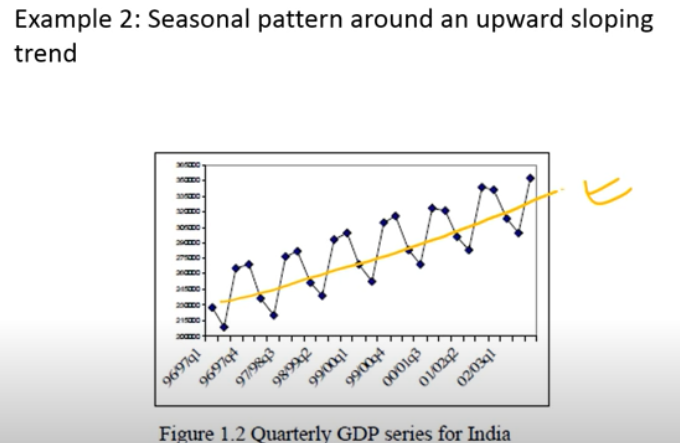 Example 2: Seasonal pattern around an upward sloping
trend
365000
350000
335000
320000
305000
290000
275000
260000
245000
230000
215000
200000
96/97q1
96/97q4
97/98q3
98/99q2
99/00q1
99/00q4
00/01q3
01/02q2
02/03q1
t
Figure 1.2 Quarterly GDP series for India